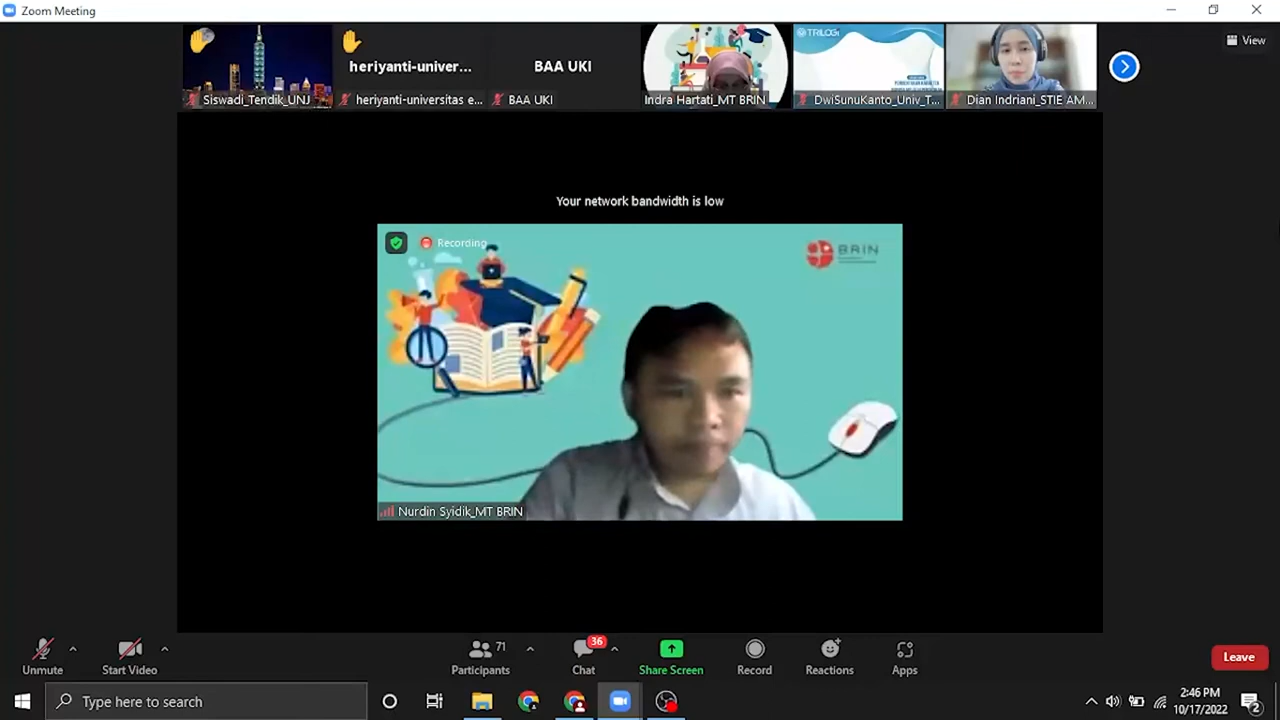 Zoom Meeting
View
heriyanti-univer...
BAA UKI
TRILOGI
Siswadi_Tendik_UNJ
heriyanti-universitas e...
BAA UKI
Indra Hartati_MT BRIN
DwiSunuKanto_Univ_T...
Dian Indriani_STIE AM...
Your network bandwidth is low
Recording
BRIN
Nurdin Syidik_MT BRIN
71
36
Unmute
Start Video
Participants
Chat
Share Screen
Record
Reactions
Apps
Leave
Type here to search
2:46 PM
10/17/2022
2